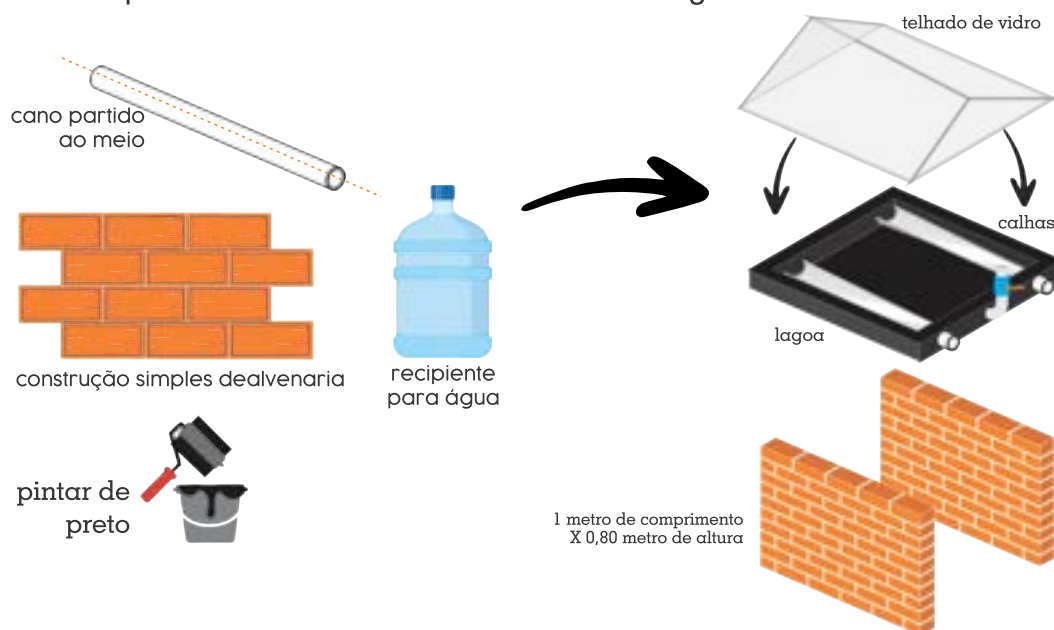 telhado de vidro
cano partido
ao meio
calhas
lagoa
construção simples dealvenaria
recipiente
para água
pintar de
preto
1 metro de comprimento
X 0,80 metro de altura